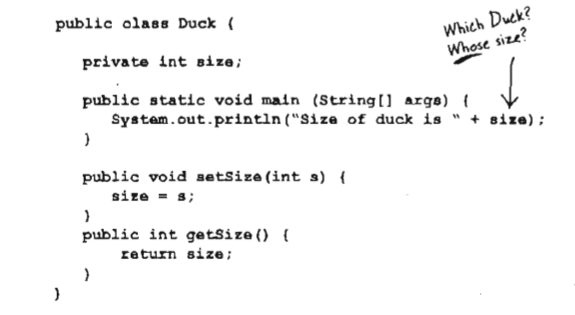 public class Duck {
Which Duck?
Whose size?
private int size;
public static void main (String[] args) {
System.out.println("Size of duck is " + size);
}
public void setSize(int s) {
size = s;
}
public int getSize() {
return size;
}
}